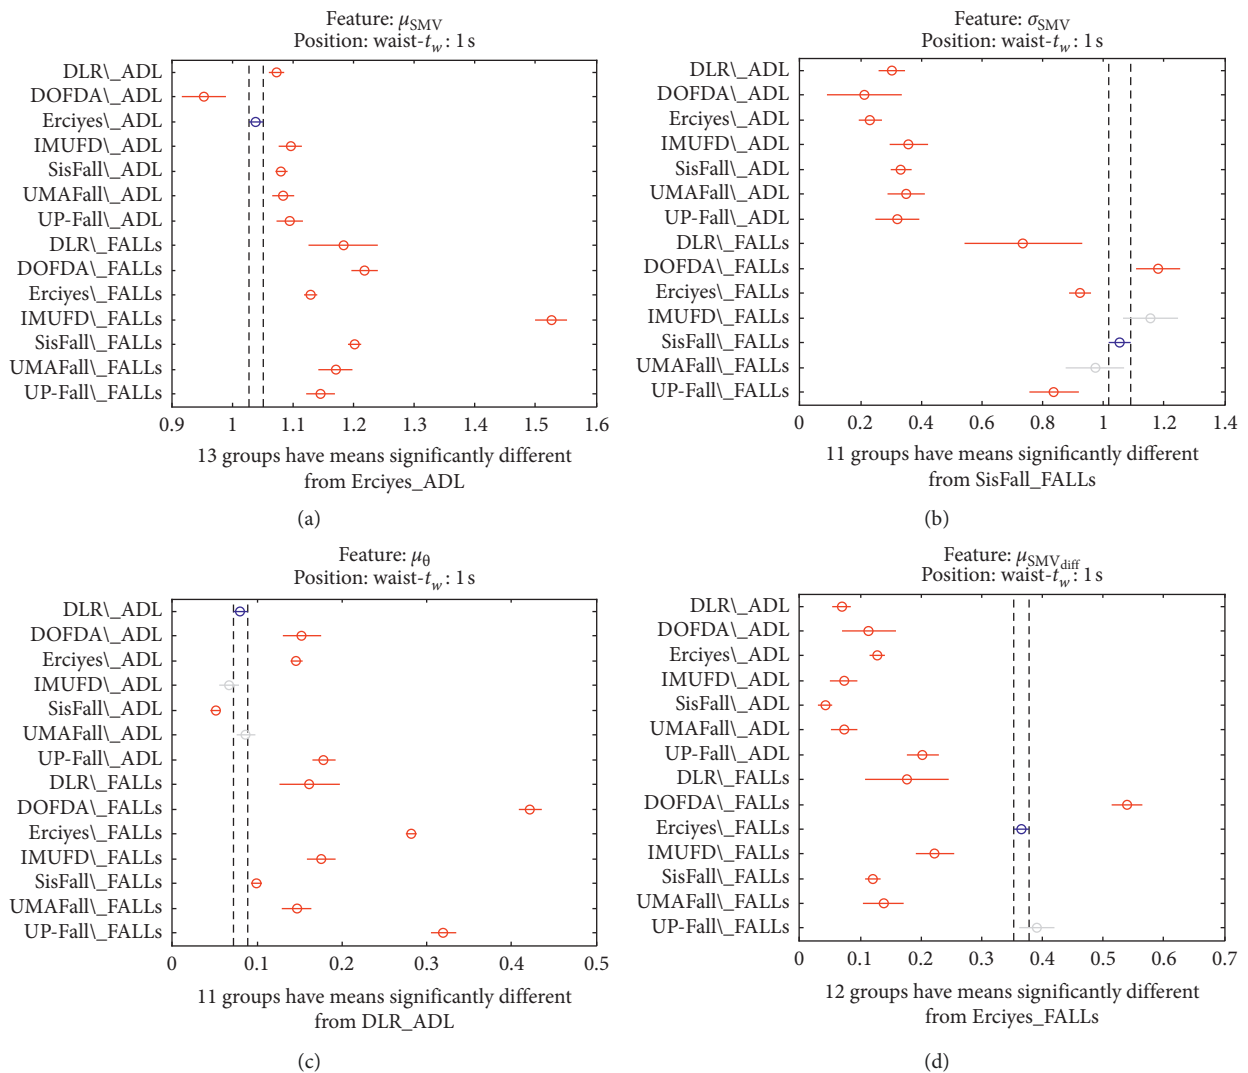 Feature: μ_SMV
Position: waist-t_w: 1 s
DLR\_ADL
DOFDA\_ADL
Erciyes\_ADL
IMUFD\_ADL
SisFall\_ADL
UMAFall\_ADL
UP-Fall\_ADL
DLR\_FALLs
DOFDA\_FALLs
Erciyes\_FALLs
IMUFD\_FALLs
SisFall\_FALLs
UMAFall\_FALLs
UP-Fall\_FALLs
0.9 1 1.1 1.2 1.3 1.4 1.5 1.6
13 groups have means significantly different
from Erciyes_ADL
(a)
Feature: σ_SMV
Position: waist-t_w: 1 s
DLR\_ADL
DOFDA\_ADL
Erciyes\_ADL
IMUFD\_ADL
SisFall\_ADL
UMAFall\_ADL
UP-Fall\_ADL
DLR\_FALLs
DOFDA\_FALLs
Erciyes\_FALLs
IMUFD\_FALLs
SisFall\_FALLs
UMAFall\_FALLs
UP-Fall\_FALLs
0 0.2 0.4 0.6 0.8 1 1.2 1.4
11 groups have means significantly different
from SisFall_FALLs
(b)
Feature: μ_θ
Position: waist-t_w: 1 s
DLR\_ADL
DOFDA\_ADL
Erciyes\_ADL
IMUFD\_ADL
SisFall\_ADL
UMAFall\_ADL
UP-Fall\_ADL
DLR\_FALLs
DOFDA\_FALLs
Erciyes\_FALLs
IMUFD\_FALLs
SisFall\_FALLs
UMAFall\_FALLs
UP-Fall\_FALLs
0 0.1 0.2 0.3 0.4 0.5
11 groups have means significantly different
from DLR_ADL
(c)
Feature: μ_SMV_diff
Position: waist-t_w: 1 s
DLR\_ADL
DOFDA\_ADL
Erciyes\_ADL
IMUFD\_ADL
SisFall\_ADL
UMAFall\_ADL
UP-Fall\_ADL
DLR\_FALLs
DOFDA\_FALLs
Erciyes\_FALLs
IMUFD\_FALLs
SisFall\_FALLs
UMAFall\_FALLs
UP-Fall\_FALLs
0 0.1 0.2 0.3 0.4 0.5 0.6 0.7
12 groups have means significantly different
from Erciyes_FALLs
(d)